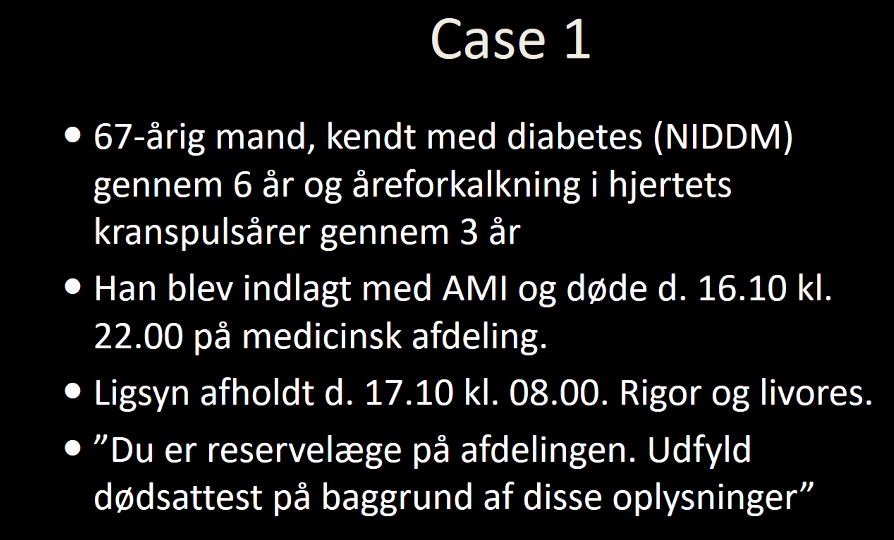 Case 1
• 67-årig mand, kendt med diabetes (NIDDM)
gennem 6 år og åreforkalkning i hjertets
kranspulsårer gennem 3 år
• Han blev indlagt med AMI og døde d. 16.10 kl.
22.00 på medicinsk afdeling.
• Ligsyn afholdt d. 17.10 kl. 08.00. Rigor og livores.
• ”Du er reservelæge på afdelingen. Udfyld
dødsattest på baggrund af disse oplysninger”